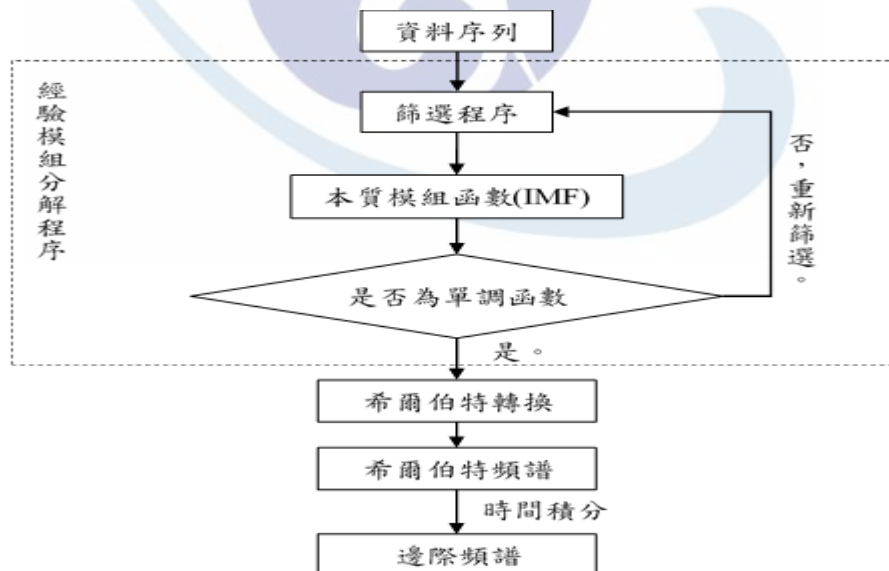 資料序列
經驗模組分解程序
篩選程序
否，重新篩選。
本質模組函數(IMF)
是否為單調函數
是。
希爾伯特轉換
希爾伯特頻譜
時間積分
邊際頻譜